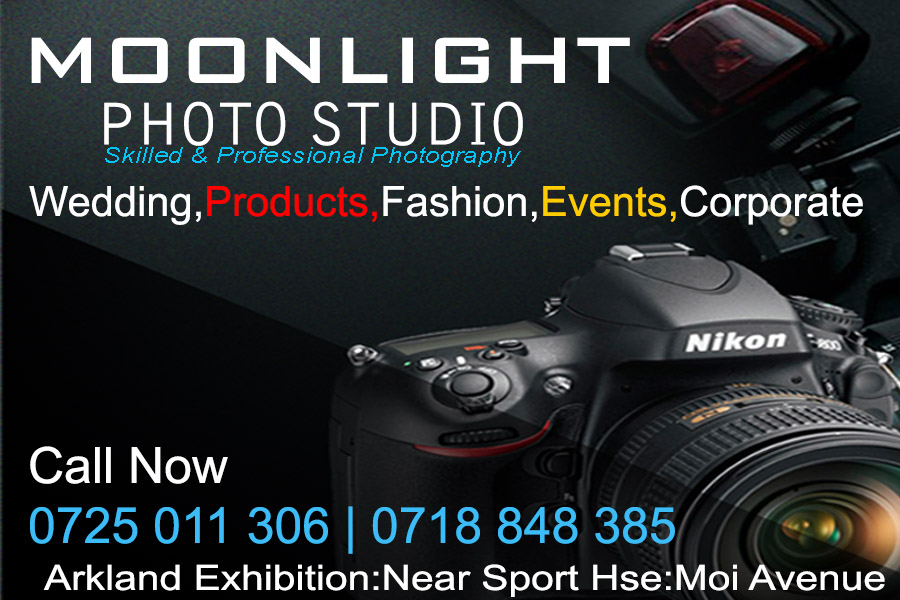 MOONLIGHT
PHOTO STUDIO
Skilled & Professional Photography
Wedding,Products,Fashion,Events,Corporate
Nikon
800
Call Now
0725 011 306 | 0718 848 385
Arkland Exhibition:Near Sport Hse:Moi Avenue